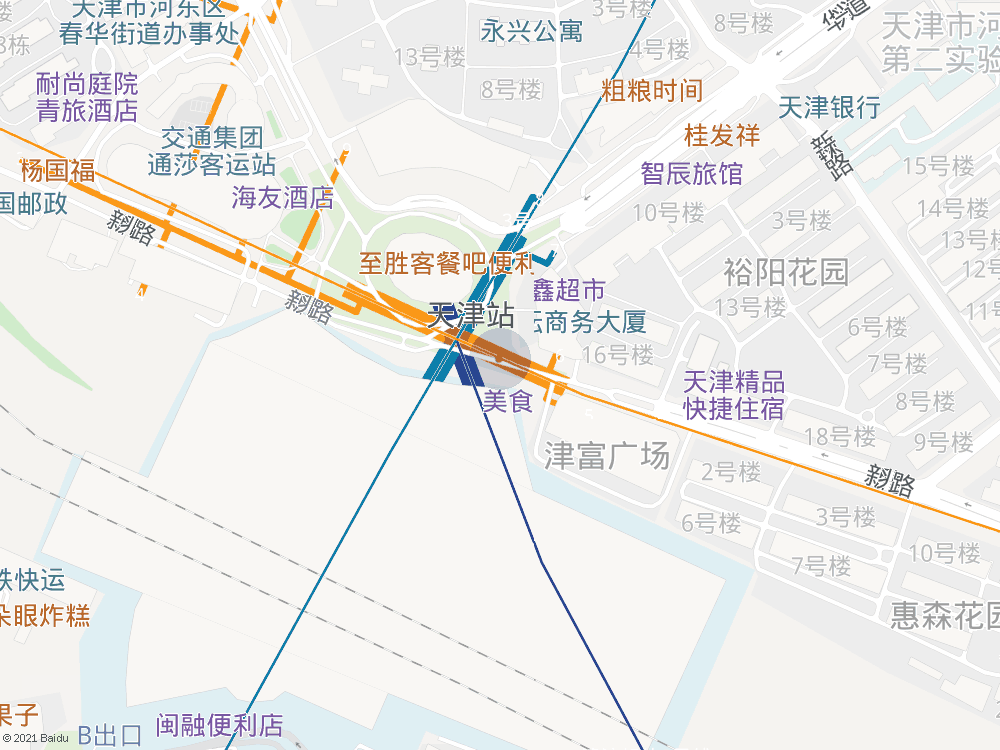 天津市河东区
春华街道办事处
3号楼
华道
8号楼
天津市河
第二实验
永兴公寓
4号楼
3栋
13号楼
耐尚庭院
青旅酒店
8号楼
粗粮时间
天津银行
交通集团
通莎客运站
桂发祥
新
路
15号楼
杨国福
智辰旅馆
国邮政
海友酒店
10号楼
3号楼
14号楼
路
13号
至胜客餐吧便利
裕阳花园
12
鑫超市
13号楼
路
天津站
坛商务大厦
6号楼
16号楼
7号楼
天津精品
快捷住宿
美食
8号楼
18号楼
9号楼
津富广场
2号楼
路
3号楼
6号楼
10号楼
7号楼
铁快运
朵眼炸糕
惠森花园
果子
闽融便利店
B出口
© 2021 Baidu